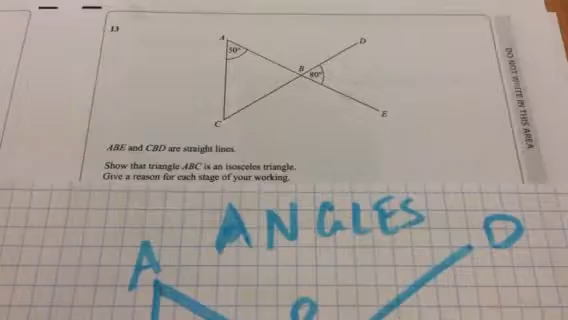 13
A
D
50°
B
80°
C
E
DO NOT WRITE IN THIS AREA
ABE and CBD are straight lines.
Show that triangle ABC is an isosceles triangle.
Give a reason for each stage of your working.
ANGLES
A
D